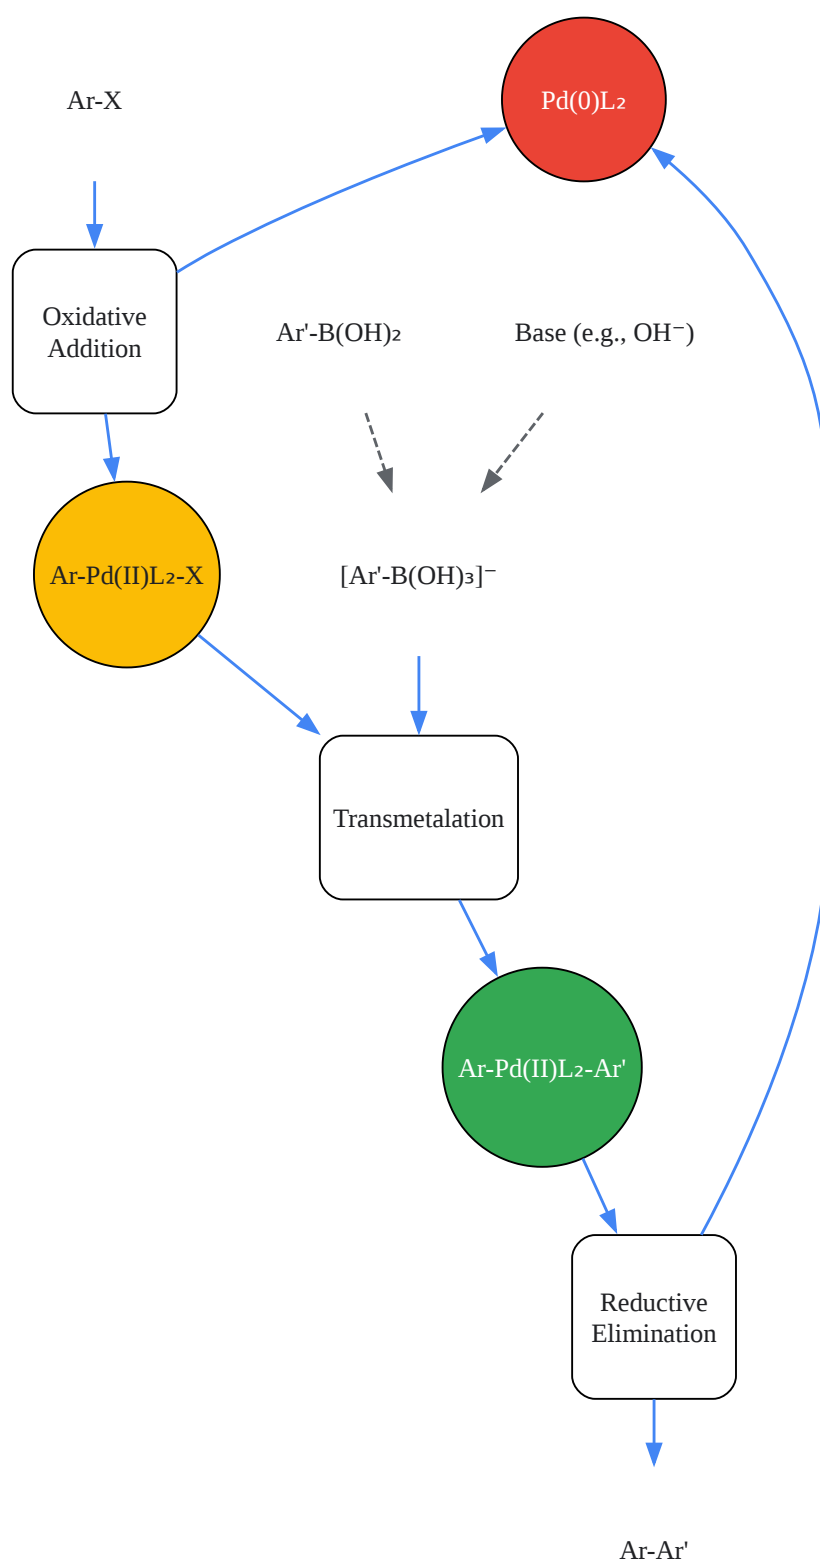 Ar-X
Pd(0)L₂
Oxidative
Addition
Ar'-B(OH)₂
Base (e.g., OH⁻)
Ar-Pd(II)L₂-X
[Ar'-B(OH)₃]⁻
Transmetalation
Ar-Pd(II)L₂-Ar'
Reductive
Elimination
Ar-Ar'